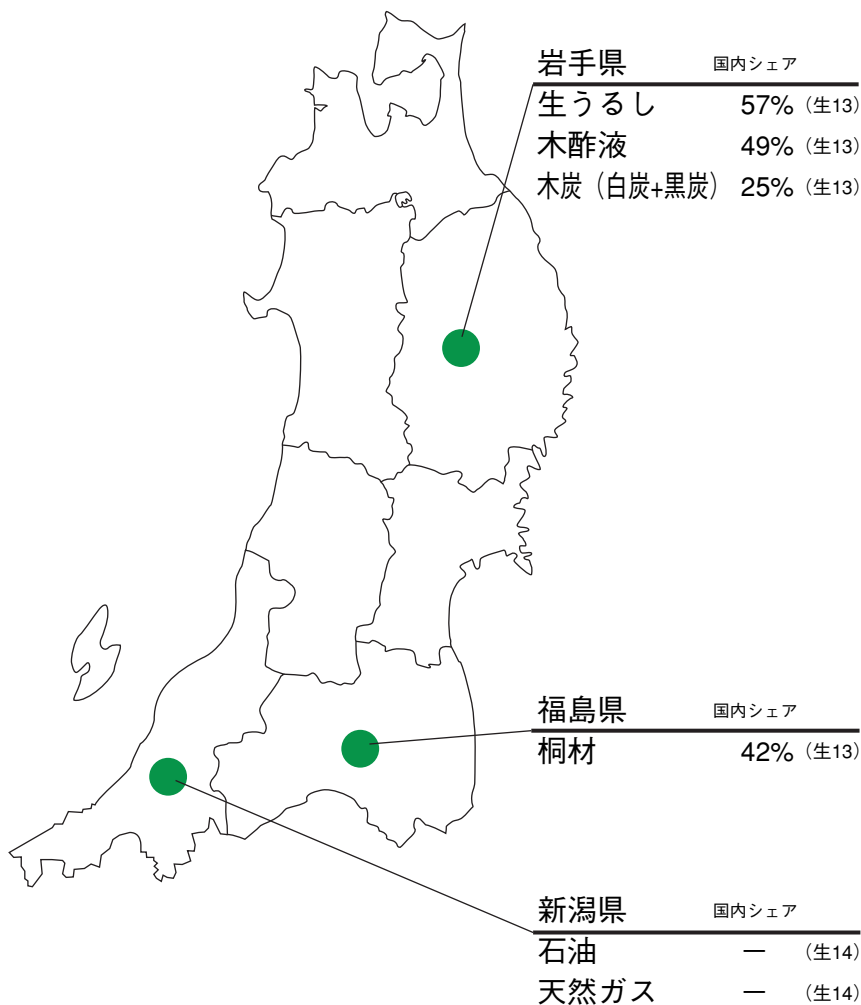 岩手県 国内シェア
生うるし 57%（生13）
木酢液 49%（生13）
木炭（白炭+黒炭） 25%（生13）
福島県 国内シェア
桐材 42%（生13）
新潟県 国内シェア
石油 ー （生14）
天然ガス ー （生14）